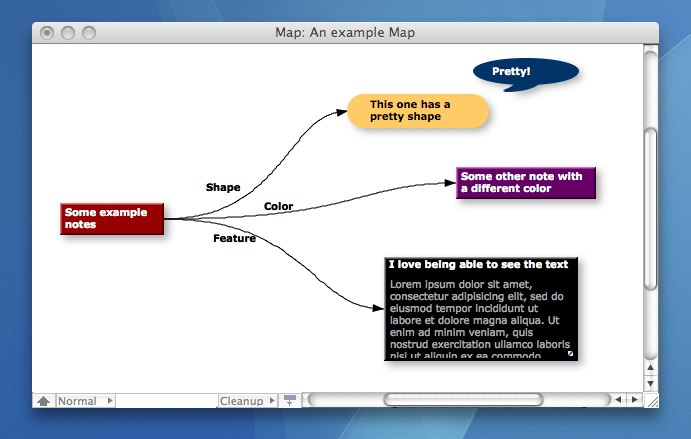 Map: An example Map
Pretty!
This one has a
pretty shape
Some other note with
a different color
Shape
Color
Some example
notes
Feature
I love being able to see the text
Lorem ipsum dolor sit amet,
consectetur adipisicing elit, sed do
eiusmod tempor incididunt ut
labore et dolore magna aliqua. Ut
enim ad minim veniam, quis
nostrud exercitation ullamco laboris
nisi ut aliquip ex ea commodo
Normal
Cleanup